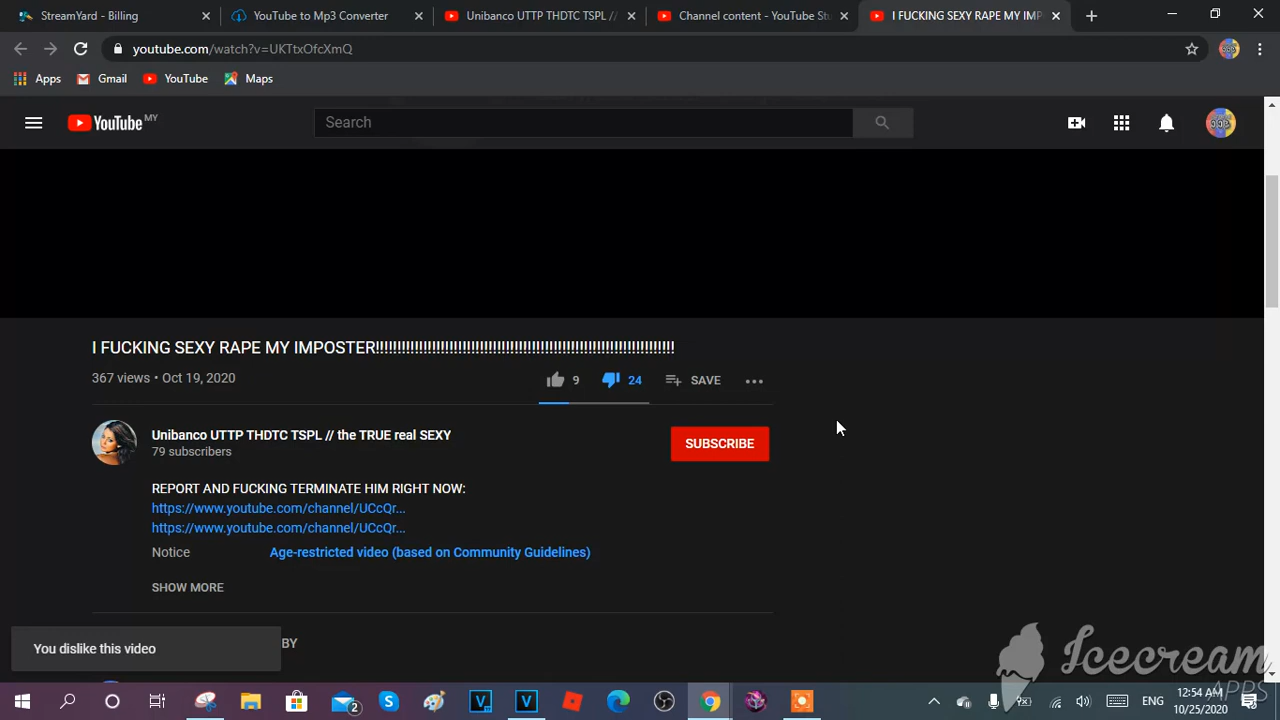 StreamYard - Billing
YouTube to Mp3 Converter
Unibanco UTTP THDTC TSPL //
Channel content - YouTube Stu
I FUCKING SEXY RAPE MY IMP
youtube.com/watch?v=UKTtxOfcXmQ
Apps
Gmail
YouTube
Maps
YouTube MY
Search
I FUCKING SEXY RAPE MY IMPOSTER!!!!!!!!!!!!!!!!!!!!!!!!!!!!!!!!!!!!!!!!!!!!!!!!!!!!!!!!!!!!!!!!!!!!!
367 views • Oct 19, 2020
9
24
SAVE
Unibanco UTTP THDTC TSPL // the TRUE real SEXY
79 subscribers
SUBSCRIBE
REPORT AND FUCKING TERMINATE HIM RIGHT NOW:
https://www.youtube.com/channel/UCcQr...
https://www.youtube.com/channel/UCcQr...
Notice
Age-restricted video (based on Community Guidelines)
SHOW MORE
BY
You dislike this video
Icecream
APPS
2
ENG
12:54 AM
10/25/2020